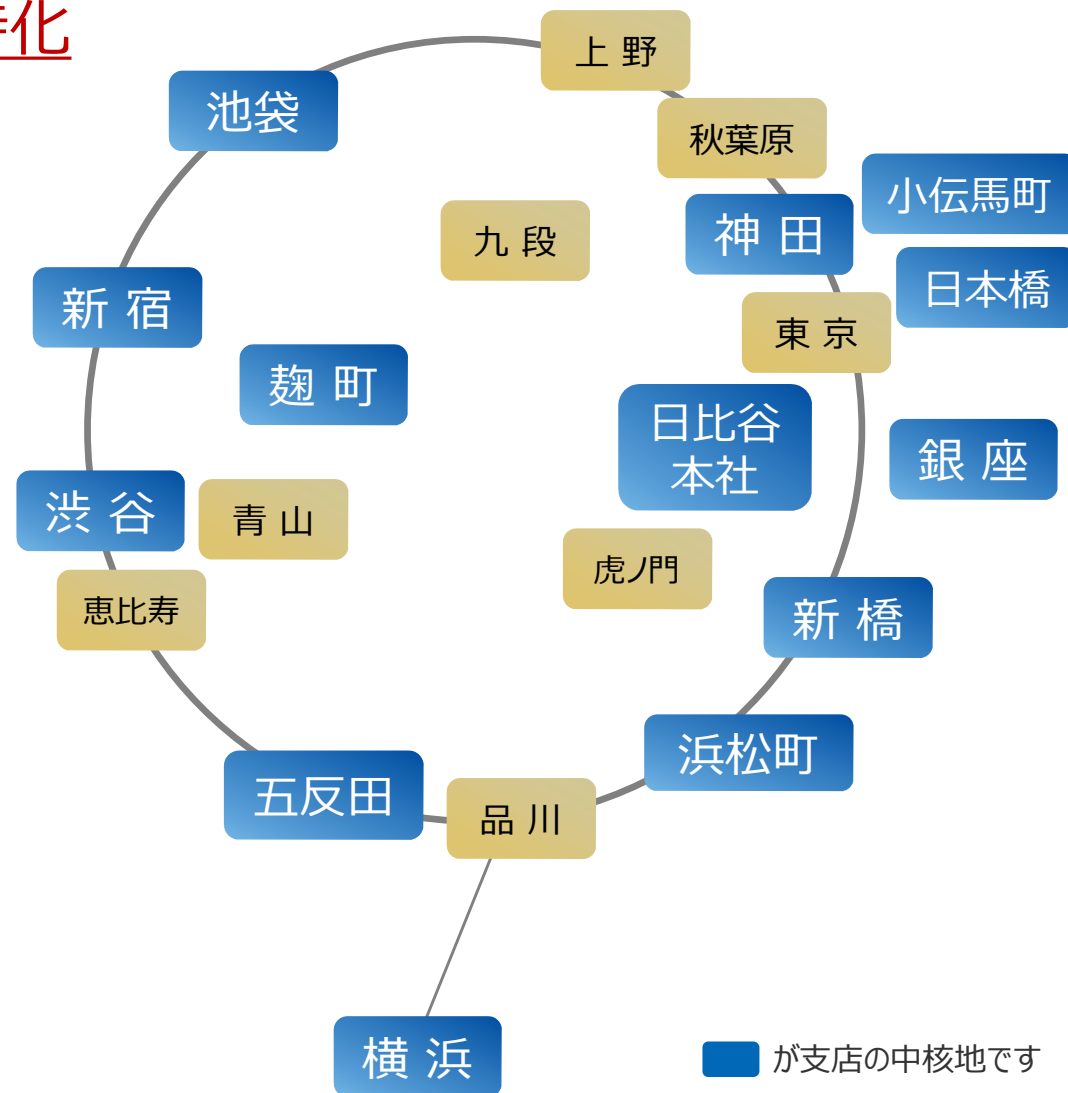 化
上 野
池袋
秋葉原
小伝馬町
神 田
九 段
日本橋
新 宿
東 京
麹 町
日比谷
本社
銀 座
渋 谷
青 山
虎ノ門
恵比寿
新 橋
浜松町
五反田
品 川
横 浜
が支店の中核地です